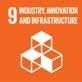 9 INDUSTRY, INNOVATION
AND INFRASTRUCTURE